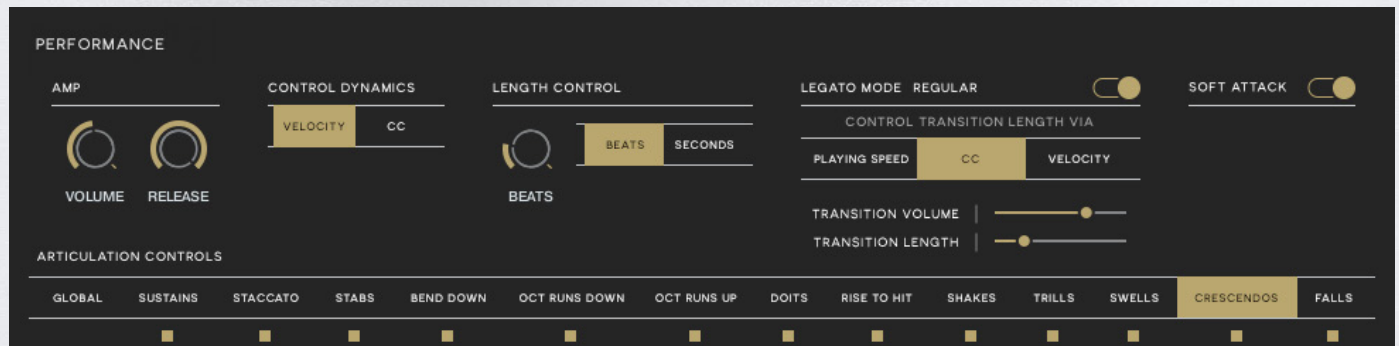 PERFORMANCE
AMP
CONTROL DYNAMICS
LENGTH CONTROL
LEGATO MODE REGULAR
SOFT ATTACK
VELOCITY CC
BEATS SECONDS
CONTROL TRANSITION LENGTH VIA
PLAYING SPEED CC VELOCITY
VOLUME RELEASE
BEATS
TRANSITION VOLUME
TRANSITION LENGTH
ARTICULATION CONTROLS
GLOBAL SUSTAINS STACCATO STABS BEND DOWN OCT RUNS DOWN OCT RUNS UP DOITS RISE TO HIT SHAKES TRILLS SWELLS CRESCENDOS FALLS